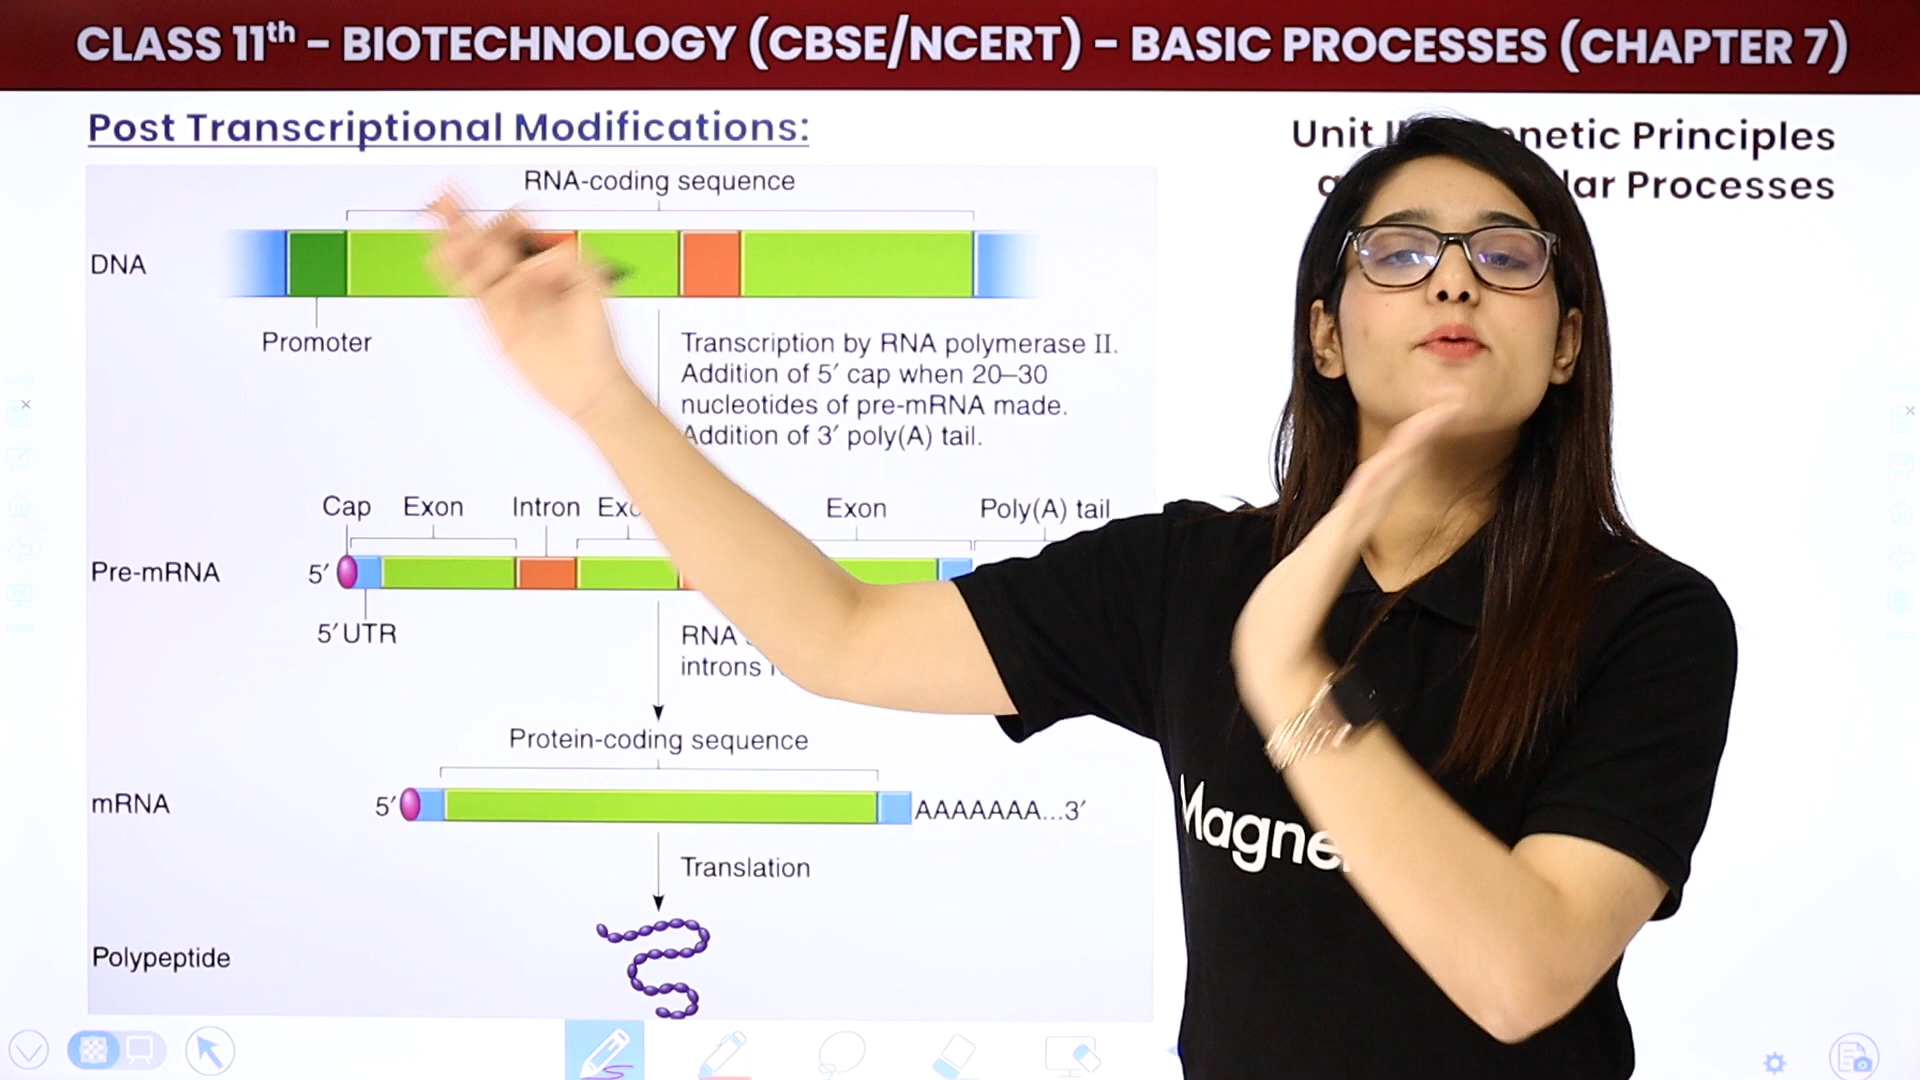 CLASS 11th – BIOTECHNOLOGY (CBSE/NCERT) – BASIC PROCESSES (CHAPTER 7)
Post Transcriptional Modifications:
Unit Genetic Principles
Processes
RNA-coding sequence
DNA
Promoter
Transcription by RNA polymerase II.
Addition of 5′ cap when 20–30
nucleotides of pre-mRNA made.
Addition of 3′ poly(A) tail.
Cap Exon Intron Exon Poly(A) tail
Pre-mRNA 5′
5′UTR
RNA
introns
Protein-coding sequence
mRNA 5′ AAAAAAA...3′
Translation
Polypeptide